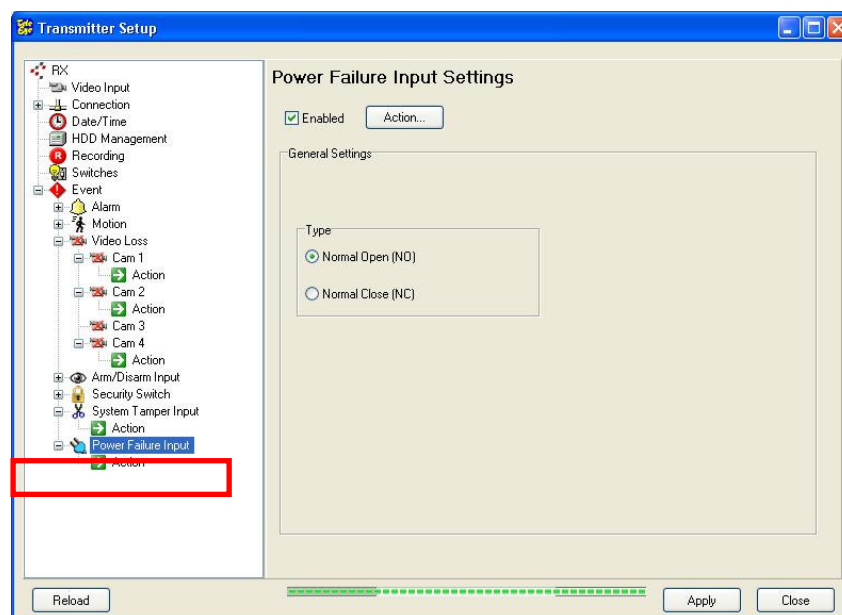 Tele Eye
Transmitter Setup
RX
Video Input
Connection
Date/Time
HDD Management
R
Recording
Switches
Event
Alarm
Motion
Video Loss
Cam 1
Action
Cam 2
Action
Cam 3
Cam 4
Action
Arm/Disarm Input
Security Switch
System Tamper Input
Action
Power Failure Input
Action
Power Failure Input Settings
Enabled
Action...
General Settings
Type
Normal Open (NO)
Normal Close (NC)
Reload
Apply
Close